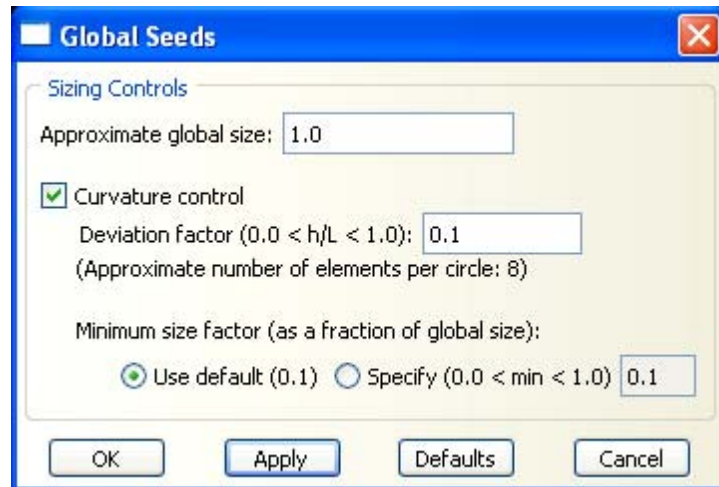 Global Seeds
Sizing Controls
Approximate global size: 1.0
Curvature control
Deviation factor (0.0 < h/L < 1.0): 0.1
(Approximate number of elements per circle: 8)
Minimum size factor (as a fraction of global size):
Use default (0.1) Specify (0.0 < min < 1.0) 0.1
OK Apply Defaults Cancel